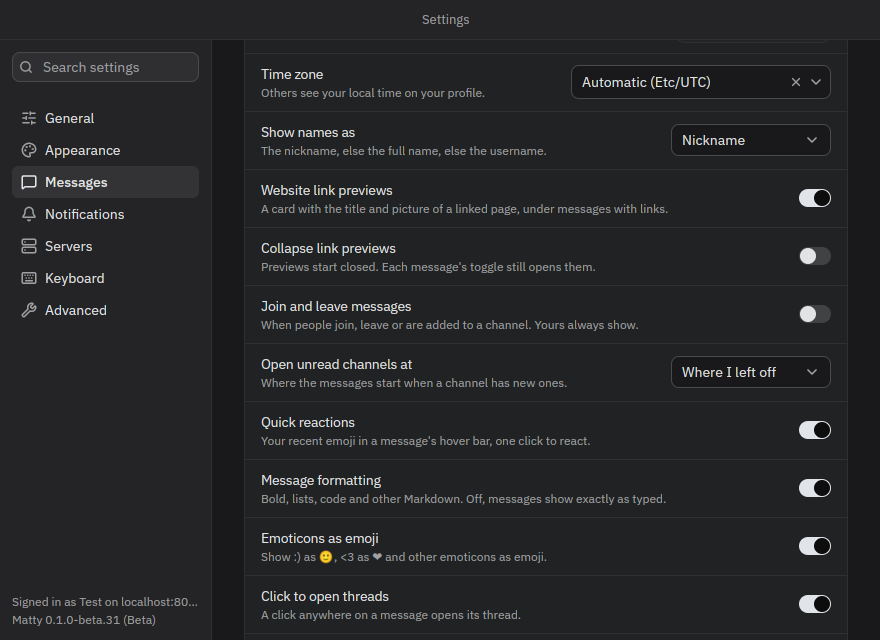 Settings
Search settings
General
Appearance
Messages
Notifications
Servers
Keyboard
Advanced
Signed in as Test on localhost:80...
Matty 0.1.0-beta.31 (Beta)
Time zone
Others see your local time on your profile.
Automatic (Etc/UTC)
Show names as
The nickname, else the full name, else the username.
Nickname
Website link previews
A card with the title and picture of a linked page, under messages with links.
Collapse link previews
Previews start closed. Each message's toggle still opens them.
Join and leave messages
When people join, leave or are added to a channel. Yours always show.
Open unread channels at
Where the messages start when a channel has new ones.
Where I left off
Quick reactions
Your recent emoji in a message's hover bar, one click to react.
Message formatting
Bold, lists, code and other Markdown. Off, messages show exactly as typed.
Emoticons as emoji
Show :) as 🙂, <3 as ❤ and other emoticons as emoji.
Click to open threads
A click anywhere on a message opens its thread.